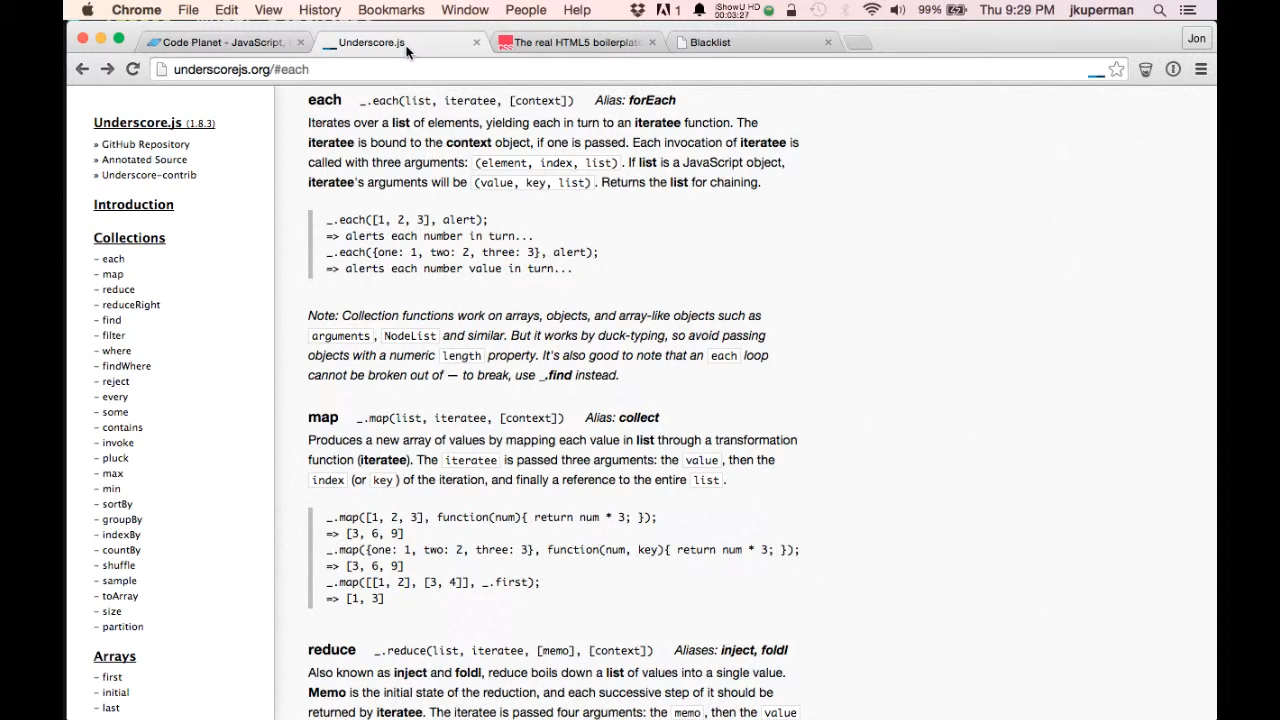 Chrome File Edit View History Bookmarks Window People Help 1 iShowU HD 00:03:27 99% Thu 9:29 PM jkuperman
Code Planet - JavaScript, Underscore.js The real HTML5 boilerplate Blacklist Jon
underscorejs.org/#each
Underscore.js (1.8.3)
» GitHub Repository
» Annotated Source
» Underscore-contrib
Introduction
Collections
- each
- map
- reduce
- reduceRight
- find
- filter
- where
- findWhere
- reject
- every
- some
- contains
- invoke
- pluck
- max
- min
- sortBy
- groupBy
- indexBy
- countBy
- shuffle
- sample
- toArray
- size
- partition
Arrays
- first
- initial
- last
each _.each(list, iteratee, [context]) Alias: forEach
Iterates over a list of elements, yielding each in turn to an iteratee function. The
iteratee is bound to the context object, if one is passed. Each invocation of iteratee is
called with three arguments: (element, index, list). If list is a JavaScript object,
iteratee's arguments will be (value, key, list). Returns the list for chaining.
_.each([1, 2, 3], alert);
=> alerts each number in turn...
_.each({one: 1, two: 2, three: 3}, alert);
=> alerts each number value in turn...
Note: Collection functions work on arrays, objects, and array-like objects such as
arguments, NodeList and similar. But it works by duck-typing, so avoid passing
objects with a numeric length property. It's also good to note that an each loop
cannot be broken out of — to break, use _.find instead.
map _.map(list, iteratee, [context]) Alias: collect
Produces a new array of values by mapping each value in list through a transformation
function (iteratee). The iteratee is passed three arguments: the value, then the
index (or key) of the iteration, and finally a reference to the entire list.
_.map([1, 2, 3], function(num){ return num * 3; });
=> [3, 6, 9]
_.map({one: 1, two: 2, three: 3}, function(num, key){ return num * 3; });
=> [3, 6, 9]
_.map([[1, 2], [3, 4]], _.first);
=> [1, 3]
reduce _.reduce(list, iteratee, [memo], [context]) Aliases: inject, foldl
Also known as inject and foldl, reduce boils down a list of values into a single value.
Memo is the initial state of the reduction, and each successive step of it should be
returned by iteratee. The iteratee is passed four arguments: the memo, then the value